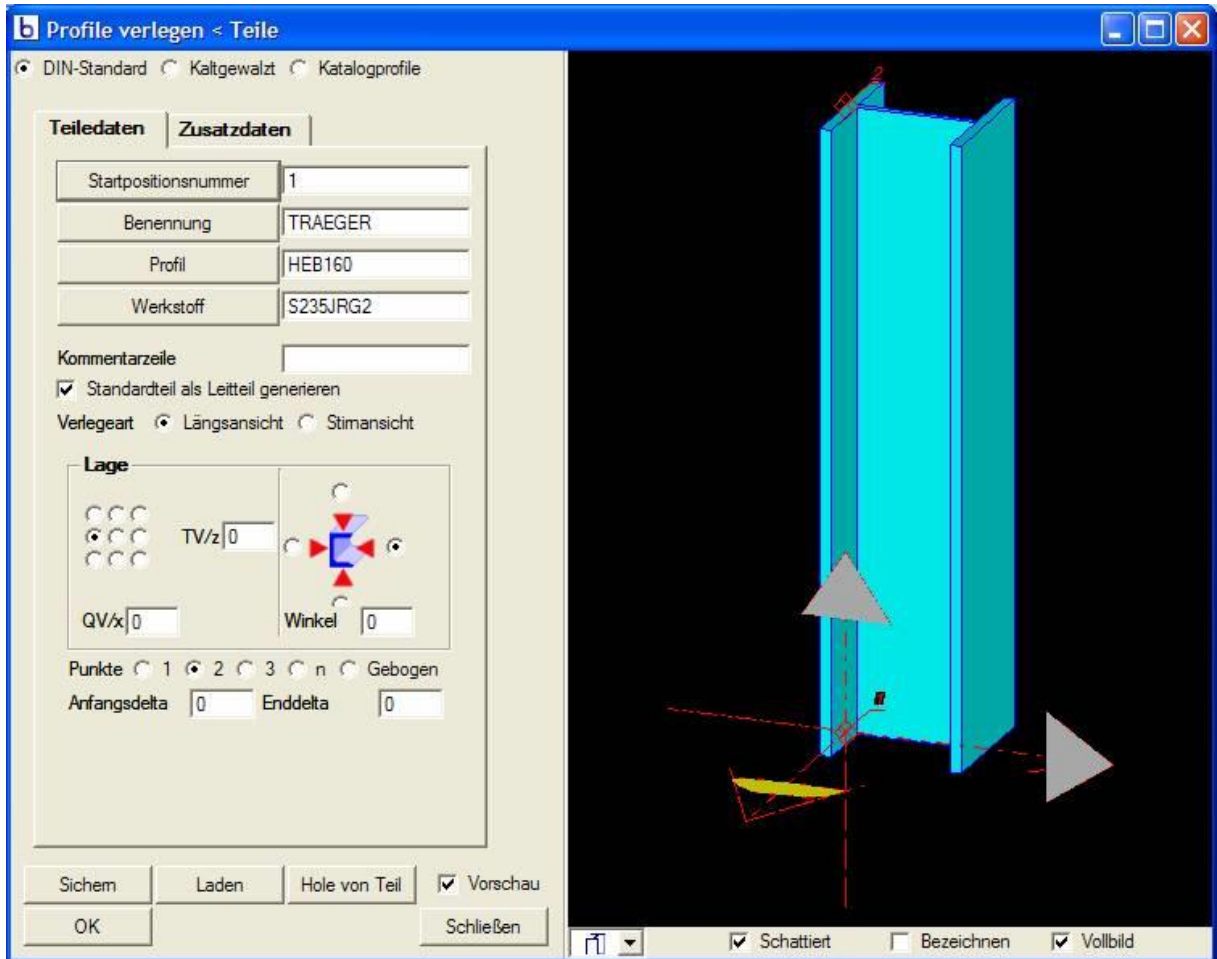 b Profile verlegen < Teile
DIN-Standard Kaltgewalzt Katalogprofile
Teiledaten Zusatzdaten
Startpositionsnummer 1
Benennung TRAEGER
Profil HEB160
Werkstoff S235JRG2
Kommentarzeile
Standardteil als Leitteil generieren
Verlegeart Längsansicht Stirnansicht
Lage
TV/z 0
QV/x 0 Winkel 0
Punkte 1 2 3 n Gebogen
Anfangsdelta 0 Enddelta 0
Sichern Laden Hole von Teil Vorschau
OK Schließen
2
Schattiert Bezeichnen Vollbild